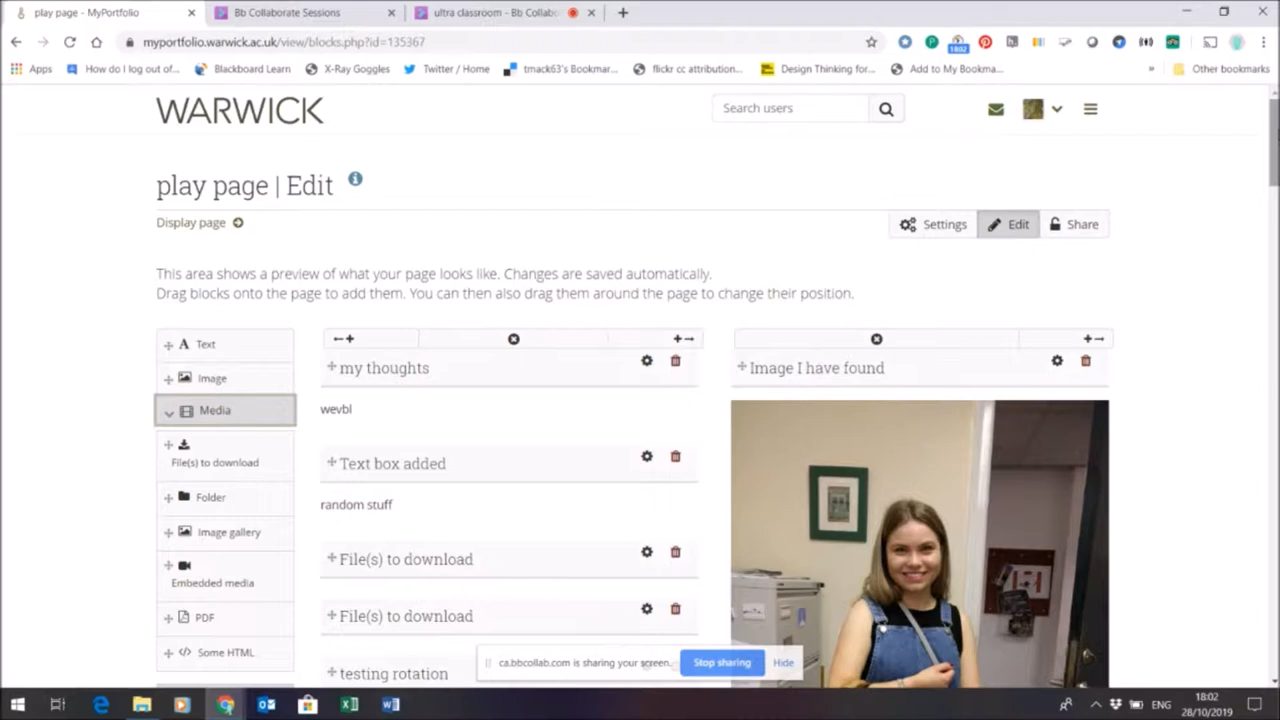 play page - MyPortfolio
Bb Collaborate Sessions
ultra classroom - Bb Collabo
myportfolio.warwick.ac.uk/view/blocks.php?id=135367
18:02
Apps
How do I log out of...
Blackboard Learn
X-Ray Goggles
Twitter / Home
tmack63's Bookmar...
flickr cc attribution...
Design Thinking for...
Add to My Bookma...
Other bookmarks
WARWICK
Search users
play page | Edit
Display page
Settings
Edit
Share
This area shows a preview of what your page looks like. Changes are saved automatically.
Drag blocks onto the page to add them. You can then also drag them around the page to change their position.
Text
Image
Media
File(s) to download
Folder
Image gallery
Embedded media
PDF
Some HTML
my thoughts
wevbl
Text box added
random stuff
File(s) to download
File(s) to download
testing rotation
Image I have found
ca.bbcollab.com is sharing your screen.
Stop sharing
Hide
ENG
18:02
28/10/2019